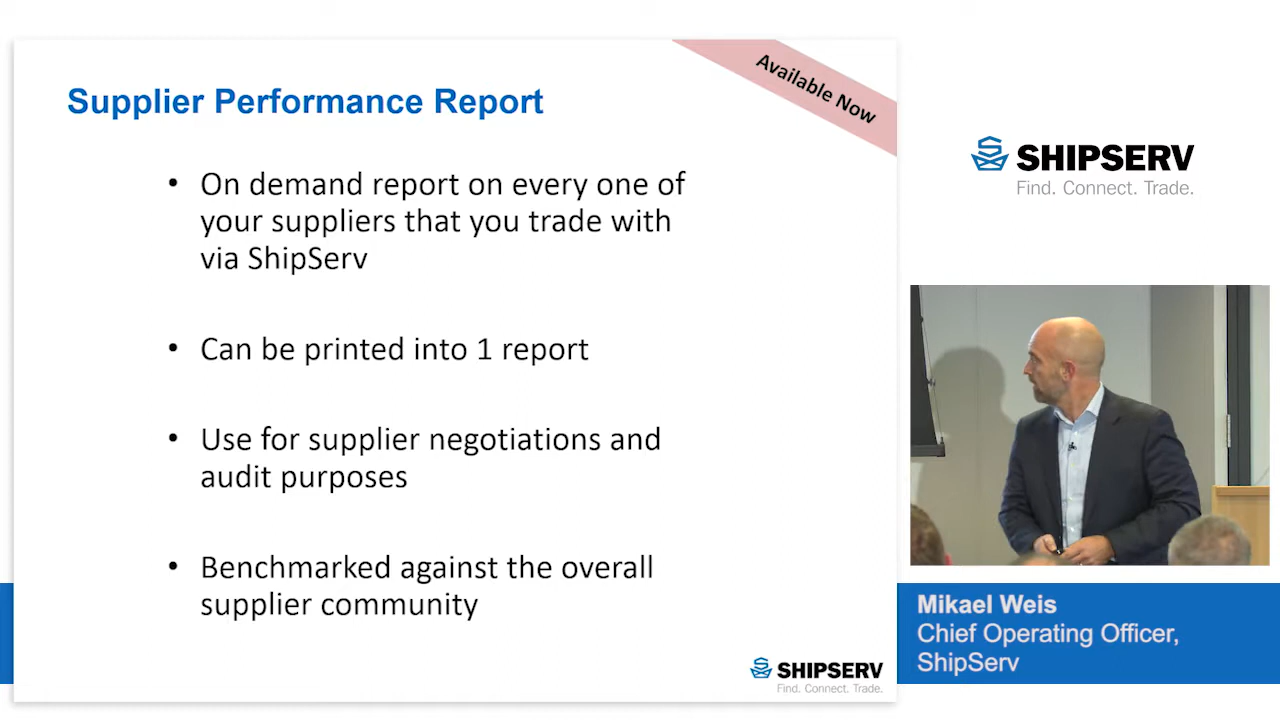 Available Now
Supplier Performance Report
• On demand report on every one of
your suppliers that you trade with
via ShipServ
• Can be printed into 1 report
• Use for supplier negotiations and
audit purposes
• Benchmarked against the overall
supplier community
SHIPSERV
Find. Connect. Trade.
SHIPSERV
Find. Connect. Trade.
Mikael Weis
Chief Operating Officer,
ShipServ